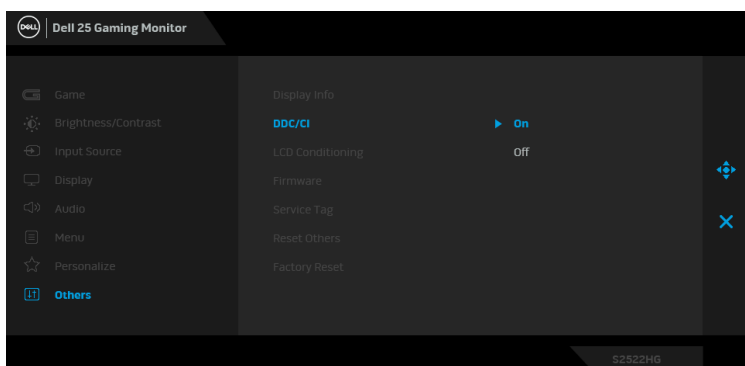 DELL Dell 25 Gaming Monitor
Game
Display Info
Brightness/Contrast
DDC/CI
On
Input Source
LCD Conditioning
Off
Display
Firmware
Audio
Service Tag
Menu
Reset Others
Personalize
Factory Reset
Others
S2522HG